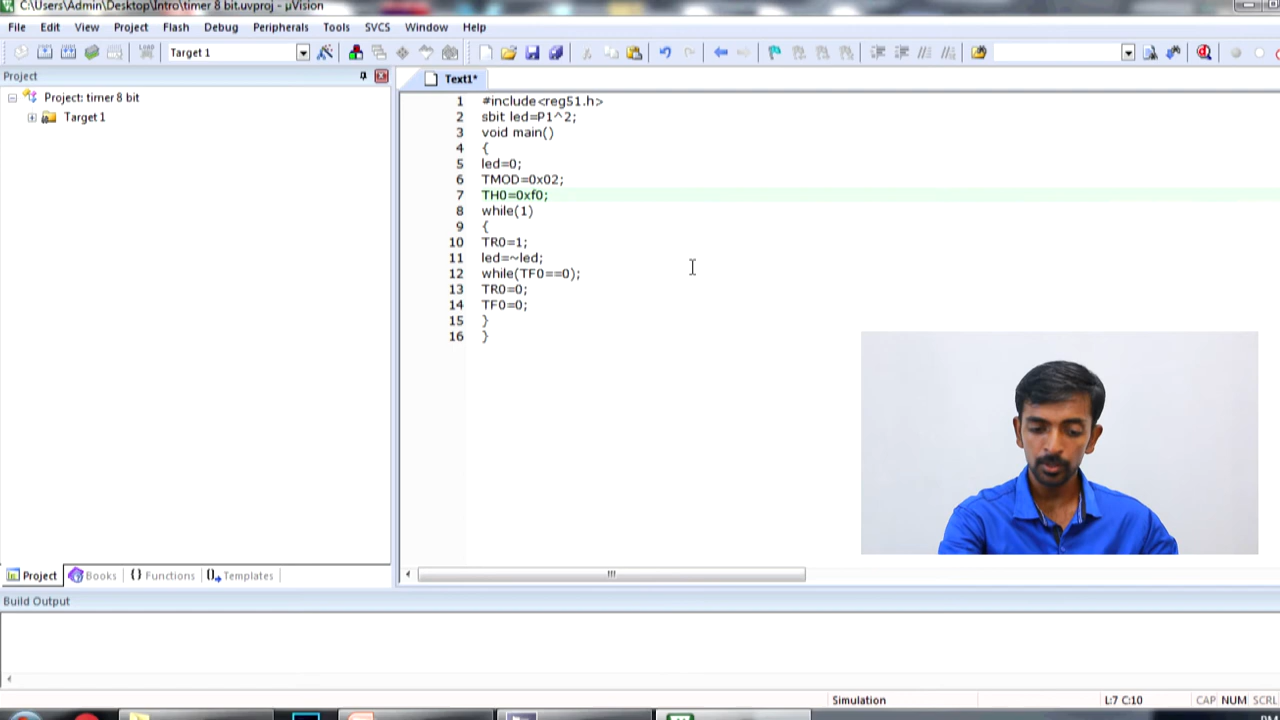 C:\Users\Admin\Desktop\Intro\timer 8 bit.uvproj - µVision
File Edit View Project Flash Debug Peripherals Tools SVCS Window Help
LOAD Target 1
Project
Text1*
Project: timer 8 bit
Target 1
1 #include<reg51.h>
2 sbit led=P1^2;
3 void main()
4 {
5 led=0;
6 TMOD=0x02;
7 TH0=0xf0;
8 while(1)
9 {
10 TR0=1;
11 led=~led;
12 while(TF0==0);
13 TR0=0;
14 TF0=0;
15 }
16 }
Project Books {} Functions 0 Templates
Build Output
Simulation L:7 C:10 CAP NUM SCRL